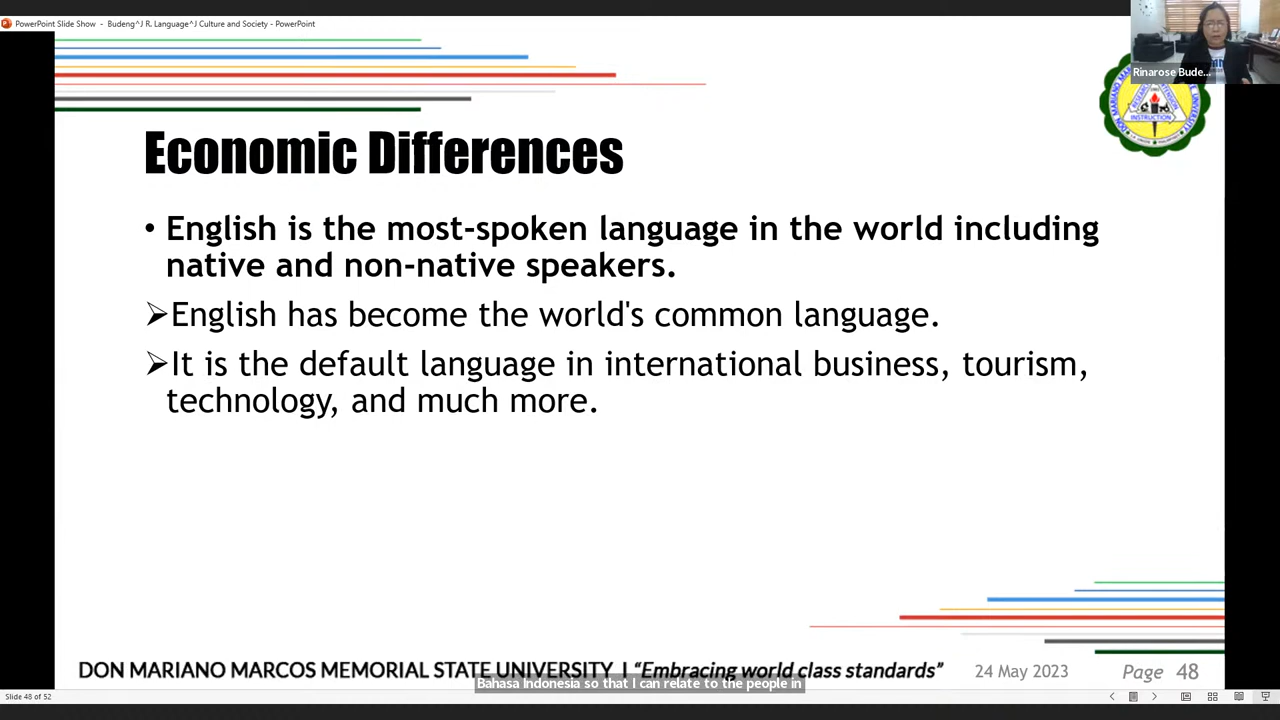 PowerPoint Slide Show - Budeng^J R. Language^J Culture and Society - PowerPoint
Rinarose Bude...
INSTRUCTION
Economic Differences
• English is the most-spoken language in the world including
native and non-native speakers.
➢English has become the world's common language.
➢It is the default language in international business, tourism,
technology, and much more.
DON MARIANO MARCOS MEMORIAL STATE UNIVERSITY | “Embracing world class standards”
24 May 2023
Page 48
Bahasa Indonesia so that I can relate to the people in
Slide 48 of 52